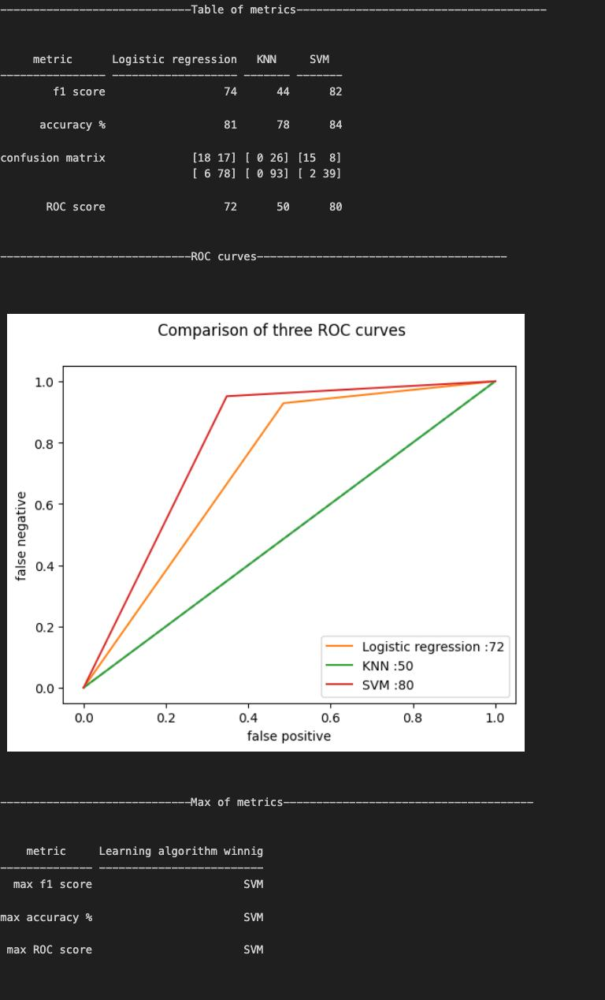 -----------------------------Table of metrics--------------------------------------
metric Logistic regression KNN SVM
---------------- ------------------- ------- -------
f1 score 74 44 82
accuracy % 81 78 84
confusion matrix [18 17] [ 0 26] [15  8]
[ 6 78] [ 0 93] [ 2 39]
ROC score 72 50 80
-----------------------------ROC curves--------------------------------------
Comparison of three ROC curves
1.0
0.8
0.6
0.4
0.2
0.0
false negative
Logistic regression :72
KNN :50
SVM :80
0.0 0.2 0.4 0.6 0.8 1.0
false positive
-----------------------------Max of metrics--------------------------------------
metric Learning algorithm winnig
-------------- -------------------------
max f1 score SVM
max accuracy % SVM
max ROC score SVM